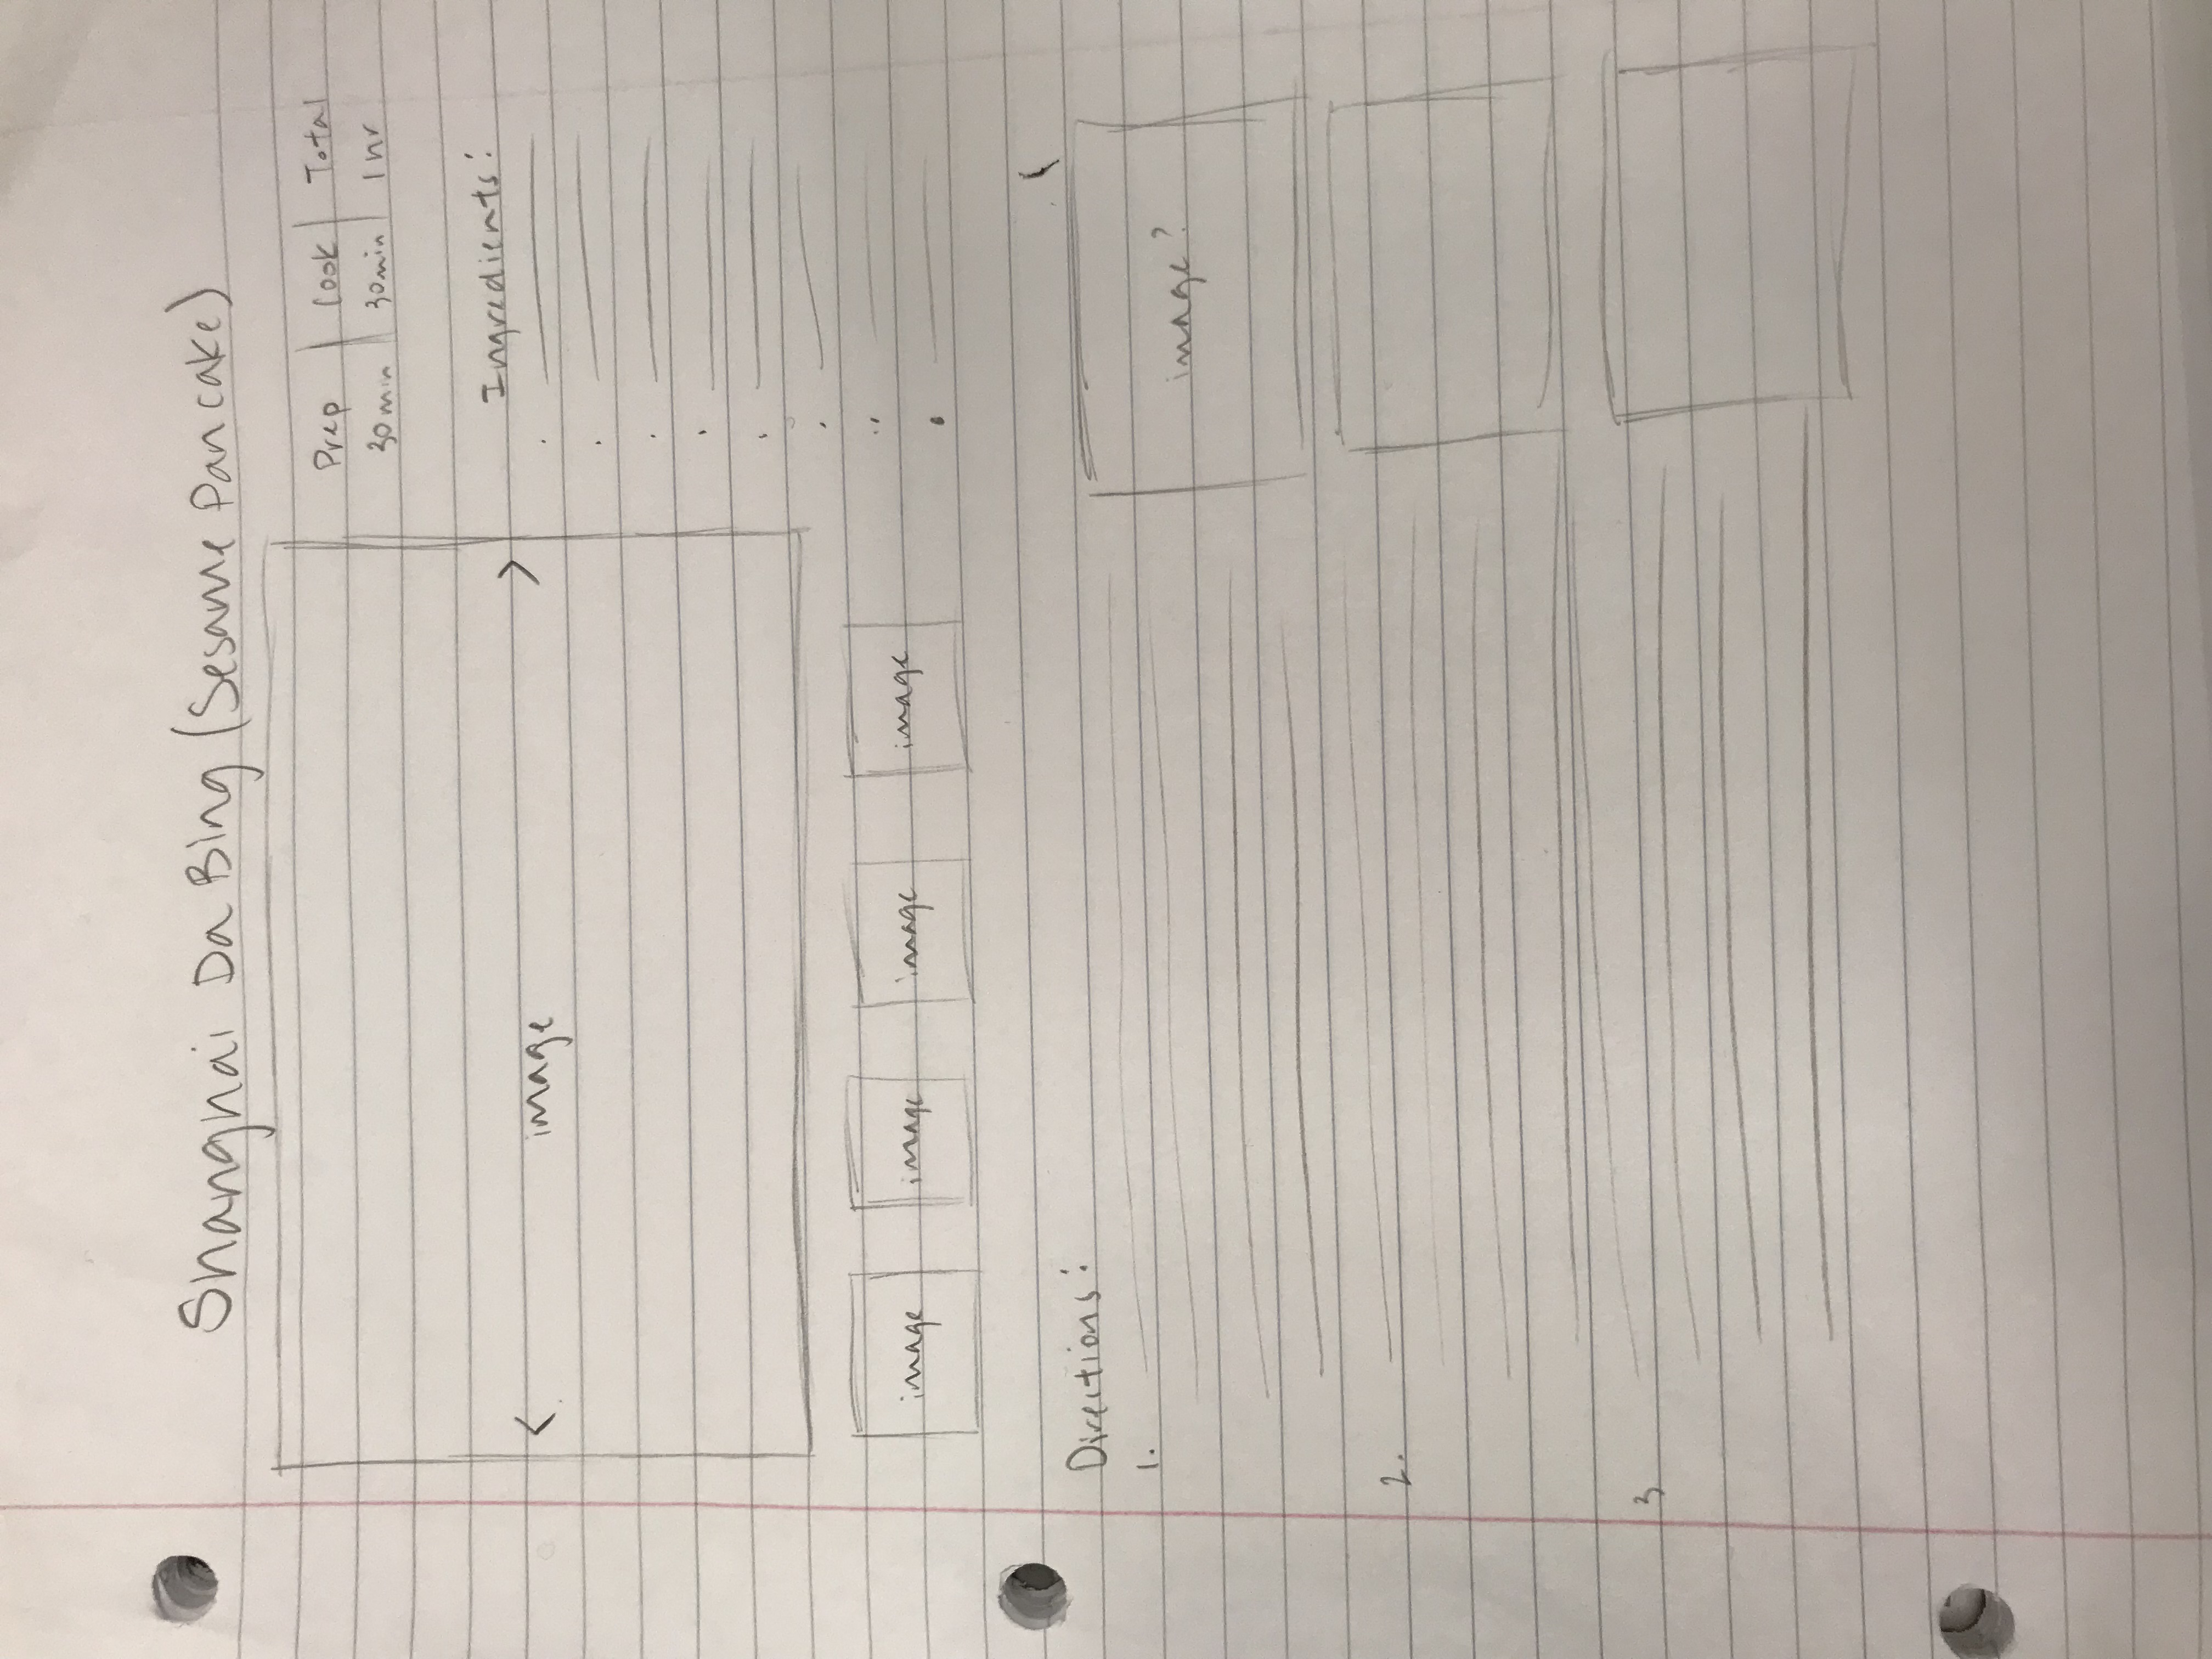 Shanghai Da Bing (Sesame Pancake)
Prep | Cook | Total
30 min | 30 min | 1 hr
< image >
Ingredients:
image image image image
Directions:
1.
image?
2.
3